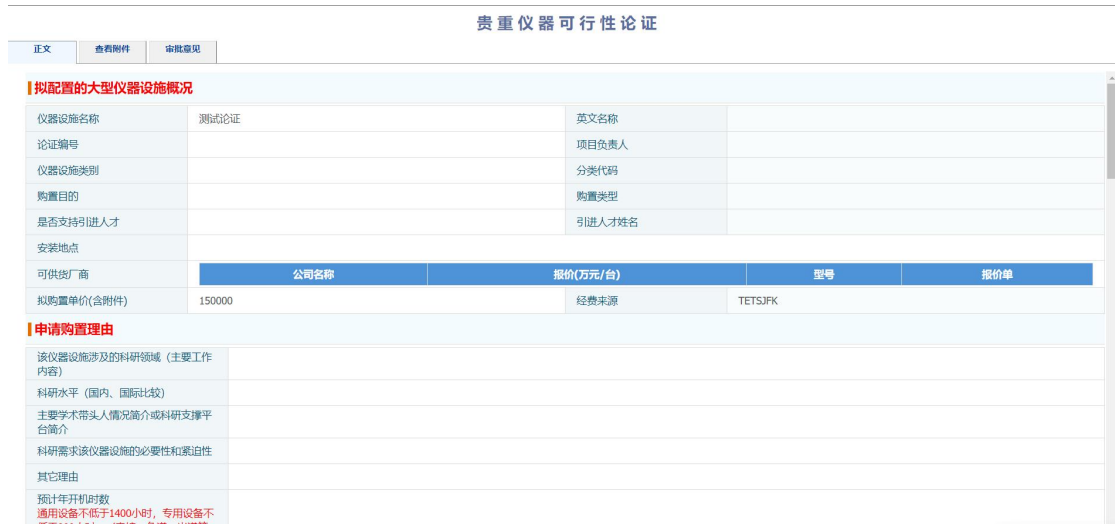 贵重仪器可行性论证
正文 查看附件 审批意见
拟配置的大型仪器设施概况
仪器设施名称 测试论证 英文名称
论证编号 项目负责人
仪器设施类别 分类代码
购置目的 购置类型
是否支持引进人才 引进人才姓名
安装地点
可供货厂商 公司名称 报价(万元/台) 型号 报价单
拟购置单价(含附件) 150000 经费来源 TETSJFK
申请购置理由
该仪器设施涉及的科研领域（主要工作
内容）
科研水平（国内、国际比较）
主要学术带头人情况简介或科研支撑平
台简介
科研需求该仪器设施的必要性和紧迫性
其它理由
预计年开机时数
通用设备不低于1400小时，专用设备不